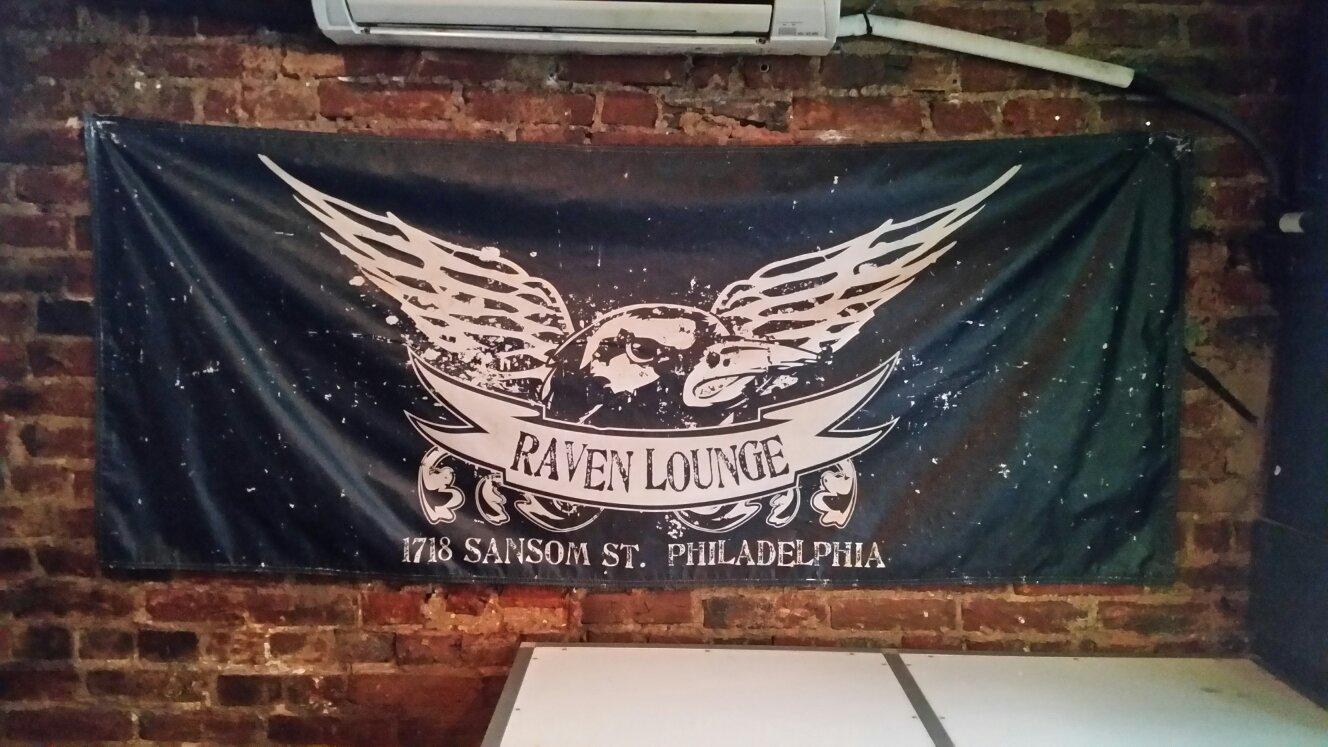 RAVEN LOUNGE
1718 SANSOM ST. PHILADELPHIA